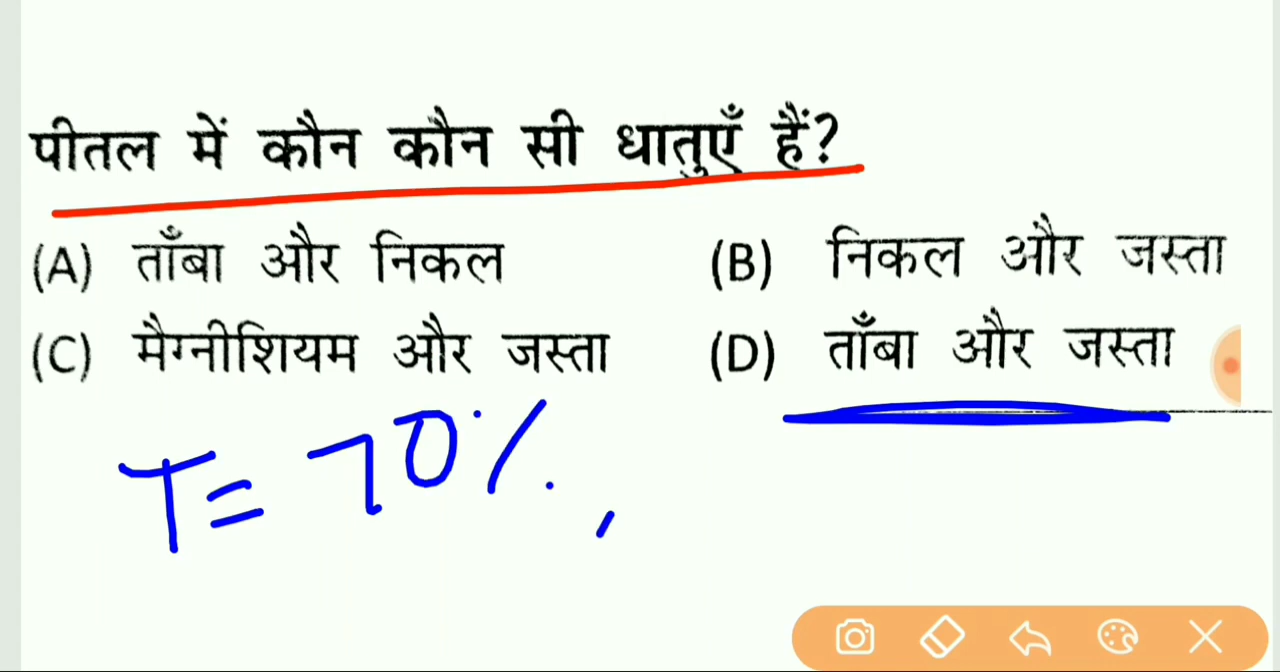 पीतल में कौन कौन सी धातुएँ हैं?
(A) ताँबा और निकल
(B) निकल और जस्ता
(C) मैग्नीशियम और जस्ता
(D) ताँबा और जस्ता
T = 70%,